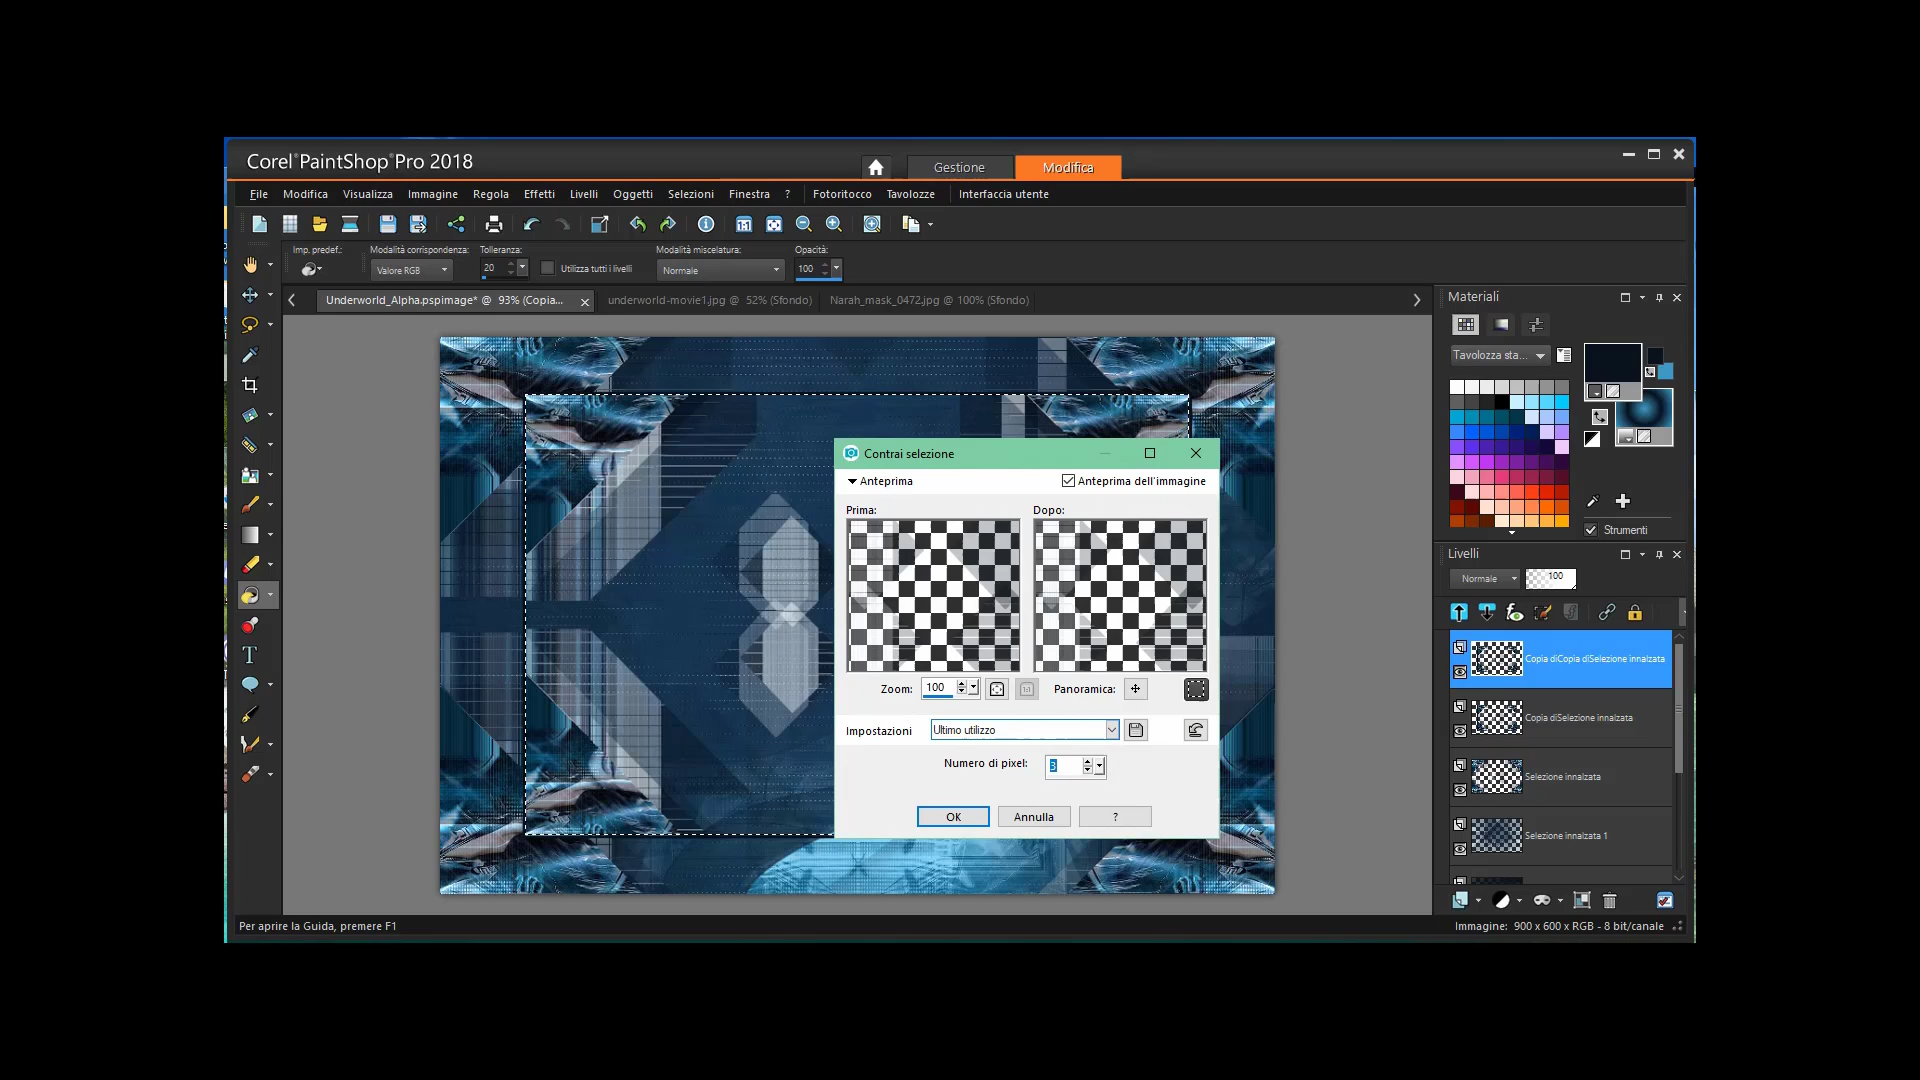 Corel PaintShop Pro 2018
Gestione
Modifica
File Modifica Visualizza Immagine Regola Effetti Livelli Oggetti Selezioni Finestra ? Fotoritocco Tavolozze Interfaccia utente
Imp. predef.: Modalità corrispondenza: Tolleranza: Modalità miscelatura: Opacità:
Valore RGB 20 Utilizza tutti i livelli Normale 100
Underworld_Alpha.pspimage* @ 93% (Copia... underworld-movie1.jpg @ 52% (Sfondo) Narah_mask_0472.jpg @ 100% (Sfondo)
Materiali
Tavolozza sta...
Strumenti
Contrai selezione
Anteprima Anteprima dell'immagine
Prima: Dopo:
Zoom: 100 Panoramica:
Impostazioni Ultimo utilizzo
Numero di pixel: 3
OK Annulla ?
Livelli
Normale 100
Copia diCopia diSelezione innalzata
Copia diSelezione innalzata
Selezione innalzata
Selezione innalzata 1
Per aprire la Guida, premere F1
Immagine: 900 x 600 x RGB - 8 bit/canale